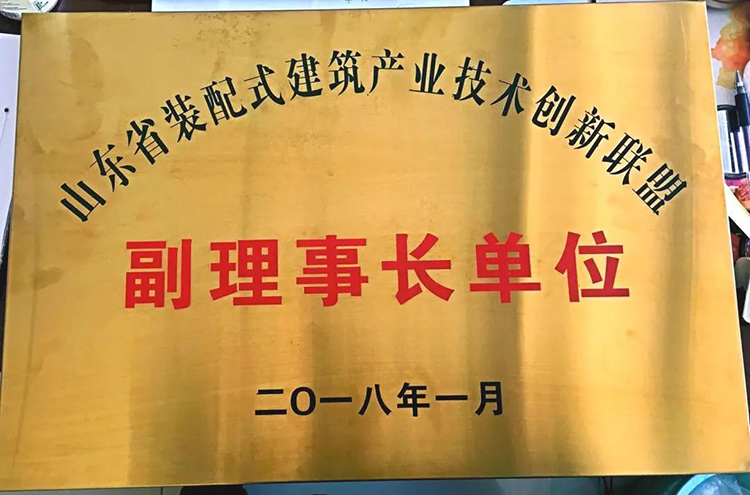 山东省装配式建筑产业技术创新联盟
副理事长单位
二〇一八年一月